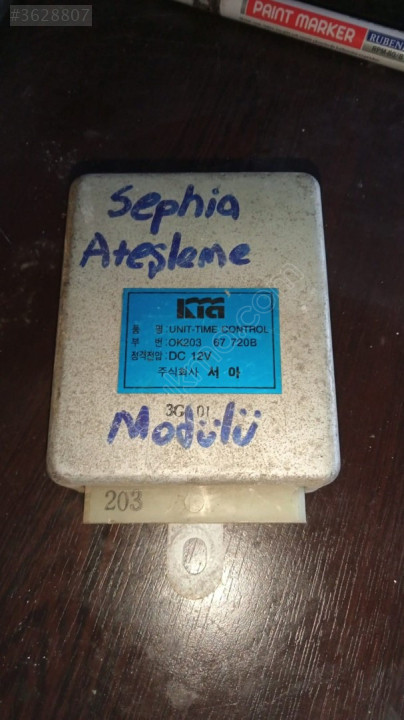 #3628807
PAINT MARKER
RUBENI
Sephia
Ateşleme
KIA
품 명 : UNIT-TIME CONTROL
부 번 : OK203 67 720B
정격전압 : DC 12V
주식회사 서아
3G 01
Modülü
203